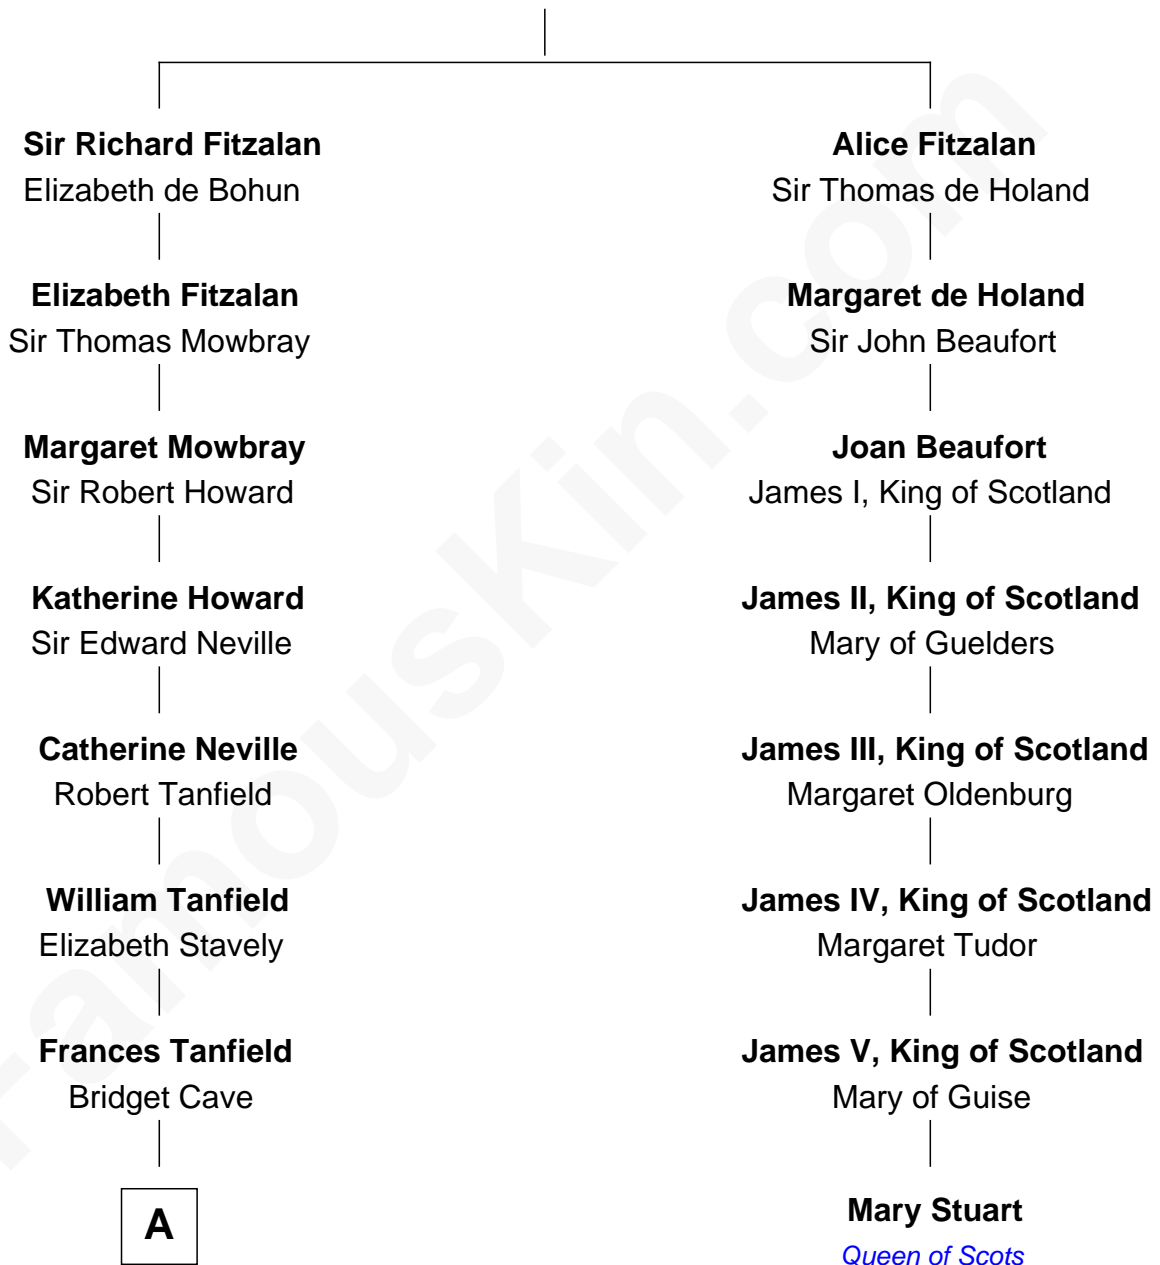 Sir Richard Fitzalan
Elizabeth de Bohun
Elizabeth Fitzalan
Sir Thomas Mowbray
Margaret Mowbray
Sir Robert Howard
Katherine Howard
Sir Edward Neville
Catherine Neville
Robert Tanfield
William Tanfield
Elizabeth Stavely
Frances Tanfield
Bridget Cave
A
Alice Fitzalan
Sir Thomas de Holand
Margaret de Holand
Sir John Beaufort
Joan Beaufort
James I, King of Scotland
James II, King of Scotland
Mary of Guelders
James III, King of Scotland
Margaret Oldenburg
James IV, King of Scotland
Margaret Tudor
James V, King of Scotland
Mary of Guise
Mary Stuart
Queen of Scots
FamousKin.com